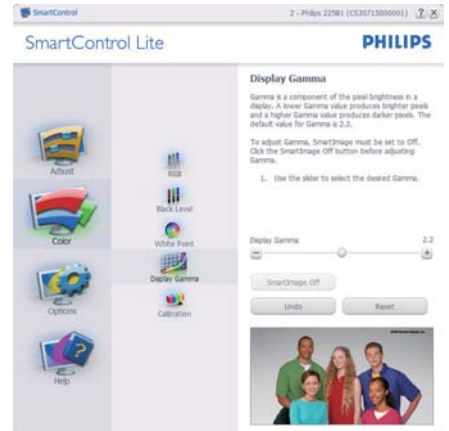 SmartControl
2 - Philips 225B1 (CS30715000001)
? X
SmartControl Lite
PHILIPS
Adjust
Color
Options
Help
RGB
Black Level
White Point
Display Gamma
Calibration
Display Gamma
Gamma is a component of the pixel brightness in a
display. A lower Gamma value produces brighter pixels
and a higher Gamma value produces darker pixels. The
default value for Gamma is 2.2.
To adjust Gamma, SmartImage must be set to Off.
Click the SmartImage Off button before adjusting
Gamma.
1. Use the slider to select the desired Gamma.
Display Gamma 2.2
SmartImage Off
Undo Reset